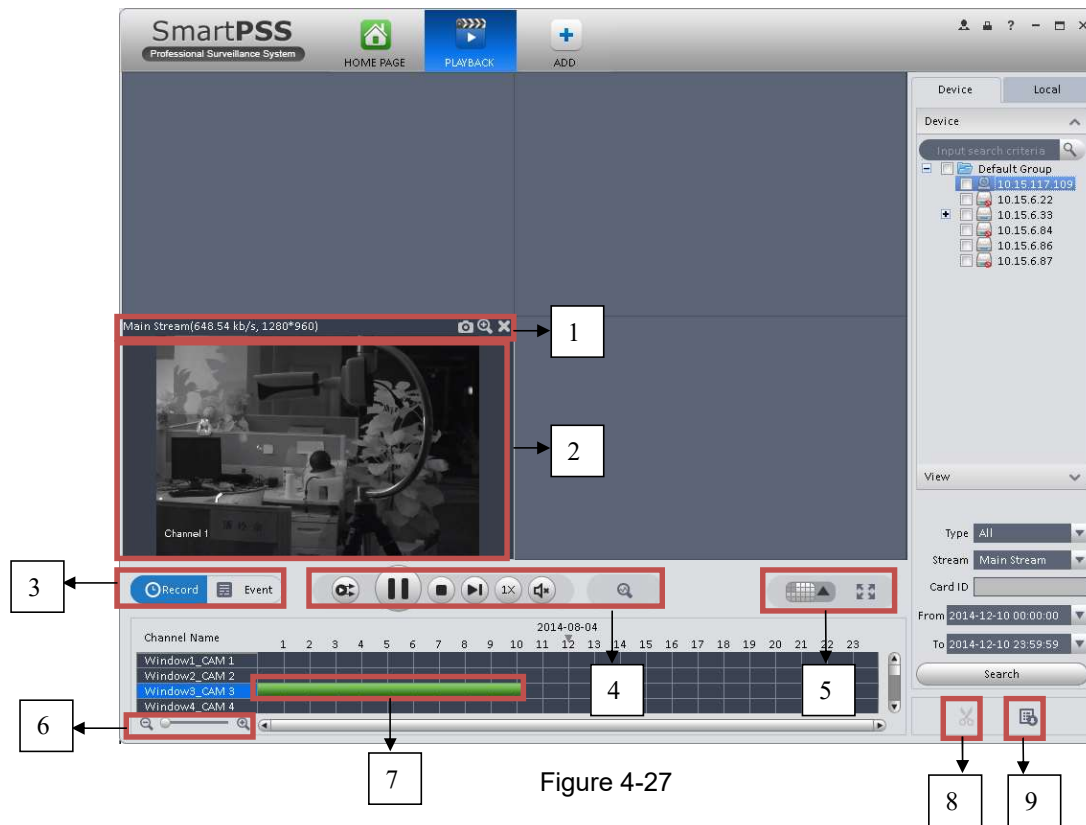 SmartPSS
Professional Surveillance System
HOME PAGE
PLAYBACK
ADD
?
Device
Local
Device
Input search criteria
Default Group
10.15.117.109
10.15.6.22
10.15.6.33
10.15.6.84
10.15.6.86
10.15.6.87
Main Stream(648.54 kb/s, 1280*960)
1
2
Channel 1
View
Type All
Stream Main Stream
Card ID
From 2014-12-10 00:00:00
To 2014-12-10 23:59:59
Search
3
Record
Event
1X
2014-08-04
Channel Name
1 2 3 4 5 6 7 8 9 10 11 12 13 14 15 16 17 18 19 20 21 22 23
Window1_CAM 1
Window2_CAM 2
Window3_CAM 3
Window4_CAM 4
4
5
6
7
8
9
Figure 4-27